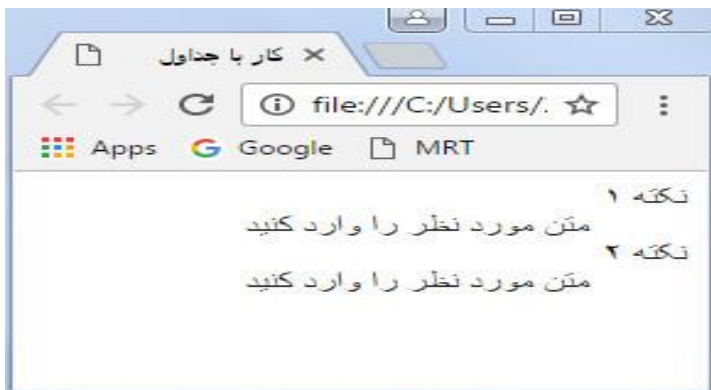 کار با جداول
file:///C:/Users/.
Apps Google MRT
نکته ۱
متن مورد نظر را وارد کنید
نکته ۲
متن مورد نظر را وارد کنید